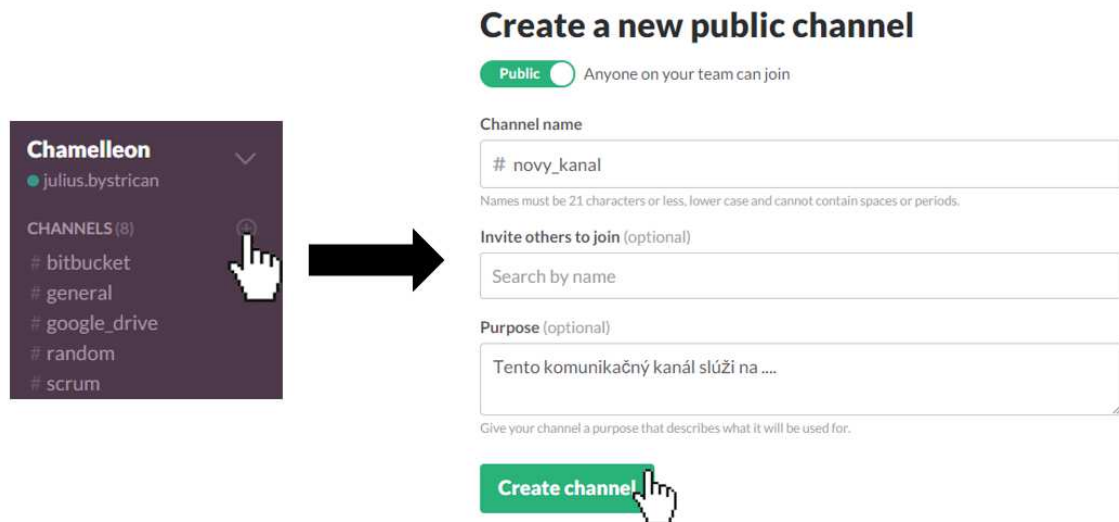 Chamelleon
julius.bystrican
CHANNELS (8)
# bitbucket
# general
# google_drive
# random
# scrum
Create a new public channel
Public Anyone on your team can join
Channel name
# novy_kanal
Names must be 21 characters or less, lower case and cannot contain spaces or periods.
Invite others to join (optional)
Search by name
Purpose (optional)
Tento komunikačný kanál slúži na ....
Give your channel a purpose that describes what it will be used for.
Create channel